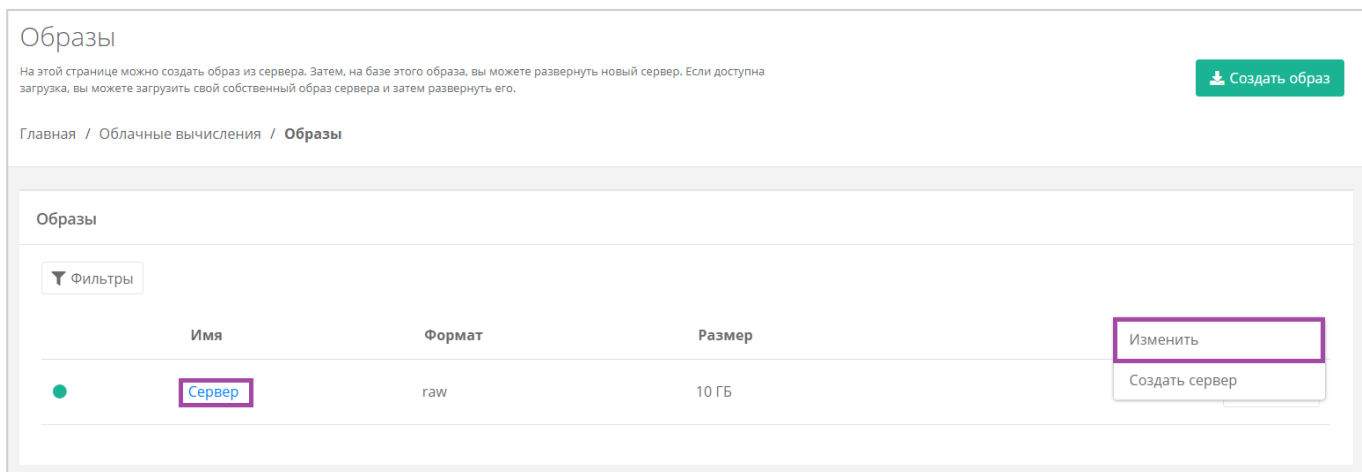 Образы
На этой странице можно создать образ из сервера. Затем, на базе этого образа, вы можете развернуть новый сервер. Если доступна
загрузка, вы можете загрузить свой собственный образ сервера и затем развернуть его.
Создать образ
Главная / Облачные вычисления / Образы
Образы
Фильтры
Имя Формат Размер
Изменить
Сервер raw 10 ГБ
Создать сервер